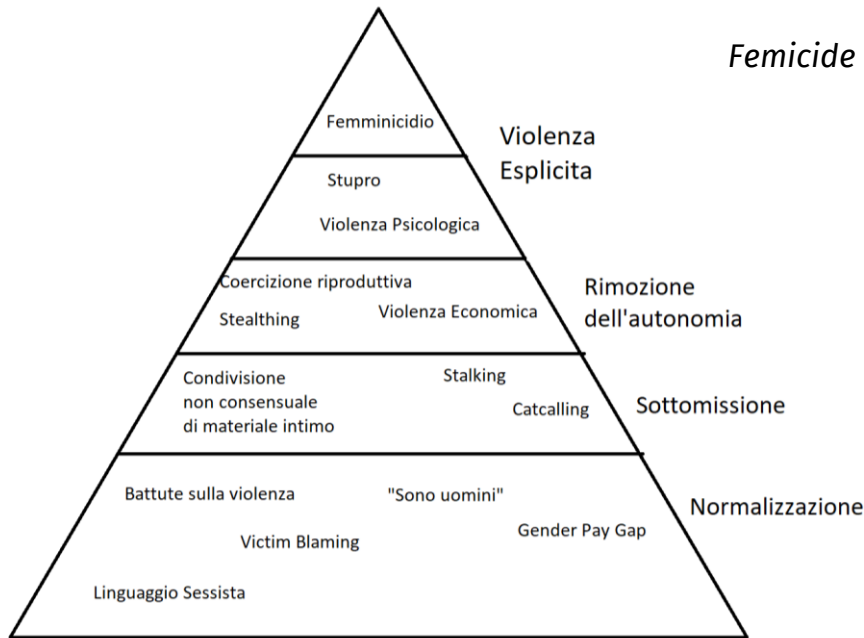 Femicide
Femminicidio
Violenza
Esplicita
Stupro
Violenza Psicologica
Coercizione riproduttiva
Stealthing
Violenza Economica
Rimozione
dell'autonomia
Condivisione
non consensuale
di materiale intimo
Stalking
Catcalling
Sottomissione
Battute sulla violenza
"Sono uomini"
Normalizzazione
Victim Blaming
Gender Pay Gap
Linguaggio Sessista